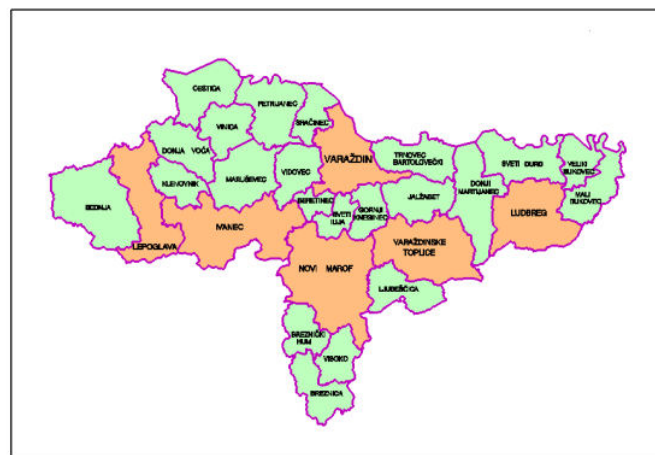 CESTICA
PETRIJANEC
SRAČINEC
VINICA
VARAŽDIN
TRNOVEC
BARTOLOVEČKI
SVETI ĐURĐ
VELIKI
BUKOVEC
DONJA VOĆA
MARUŠEVEC
VIDOVEC
KLENOVNIK
JALŽABET
DONJI
MARTIJANEC
MALI
BUKOVEC
BEDNJA
BERETINEC
SVETI
ILIJA
GORNJI
KNEGINEC
LUDBREG
IVANEC
LEPOGLAVA
VARAŽDINSKE
TOPLICE
NOVI MAROF
LJUBEŠĆICA
BREZNIČKI
HUM
VISOKO
BREZNICA